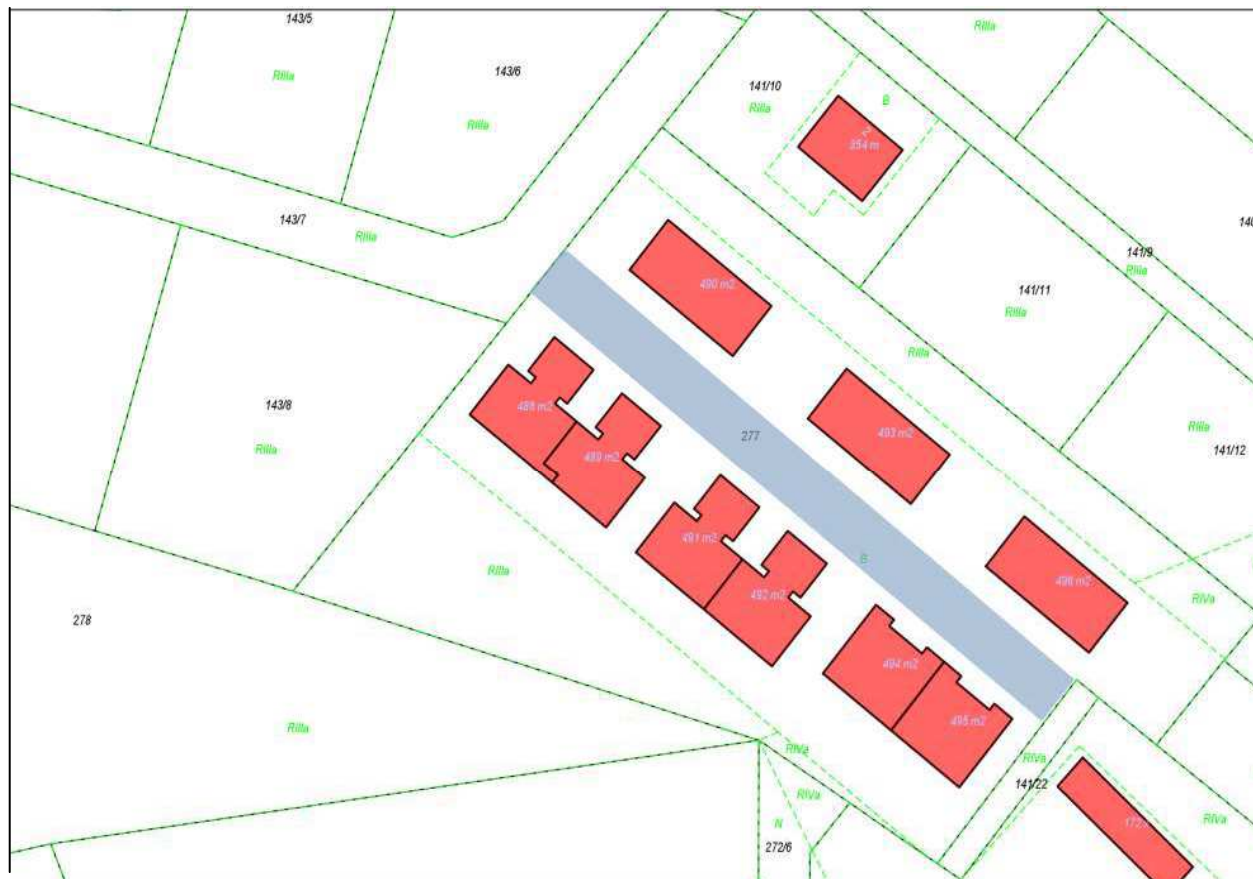 143/5
RIIIa
RIIIa
143/6
RIIIa
141/10
RIIIa
B
2
354 m
143/7
RIIIa
490 m2
141/9
RIIIa
141/11
RIIIa
RIIIa
143/8
RIIIa
488 m2
489 m2
277
493 m2
RIIIa
141/12
491 m2
492 m2
B
496 m2
RIVa
RIIIa
278
RIIIa
494 m2
495 m2
RIVa
RIVa
141/22
RIVa
N
272/6
RIVa